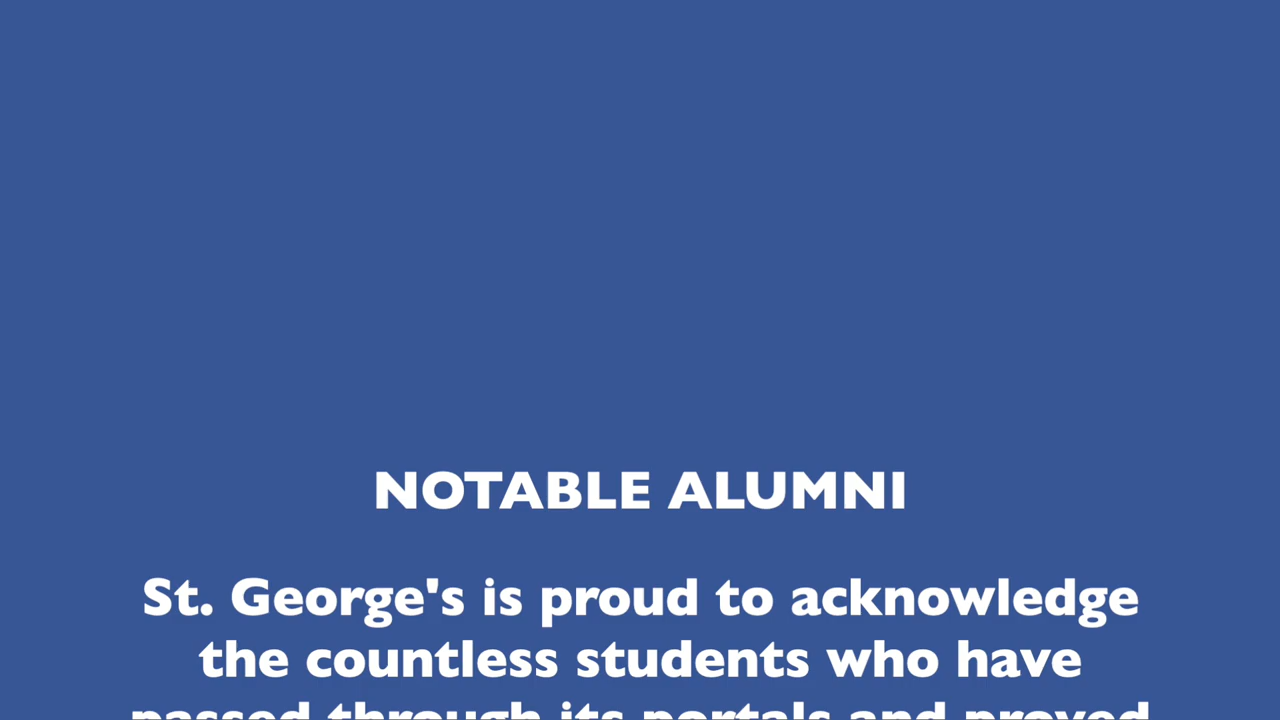 NOTABLE ALUMNI
St. George's is proud to acknowledge
the countless students who have
passed through its portals and proved